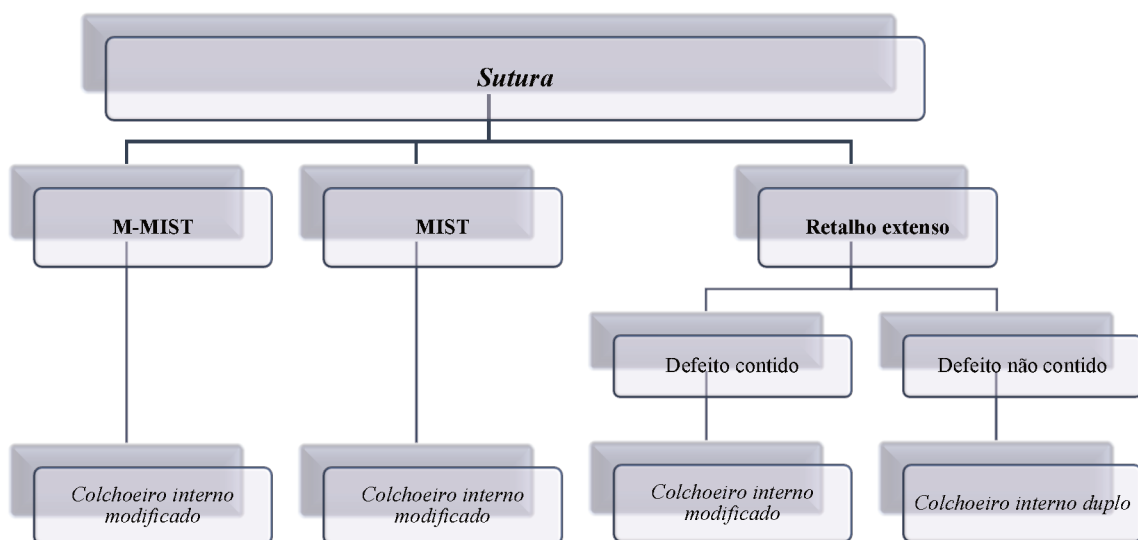 Sutura
M-MIST
MIST
Retalho extenso
Defeito contido
Defeito não contido
Colchoeiro interno
modificado
Colchoeiro interno
modificado
Colchoeiro interno
modificado
Colchoeiro interno duplo